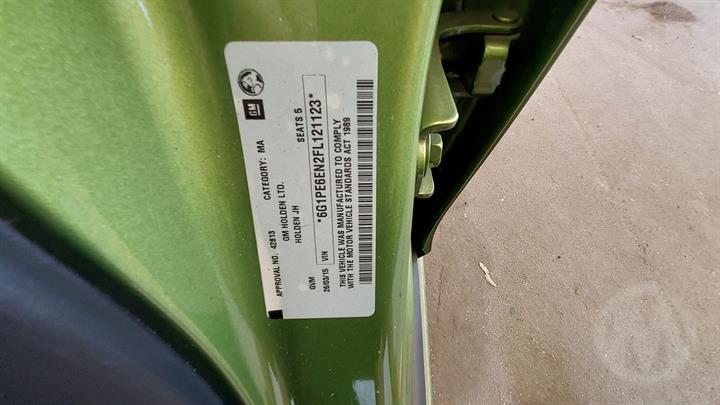 GM
APPROVAL NO. 42813 CATEGORY: MA
GM HOLDEN LTD.
HOLDEN JH SEATS 5
GVM
26/03/15 VIN *6G1PE6EN2FL121123*
THIS VEHICLE WAS MANUFACTURED TO COMPLY
WITH THE MOTOR VEHICLE STANDARDS ACT 1989
M